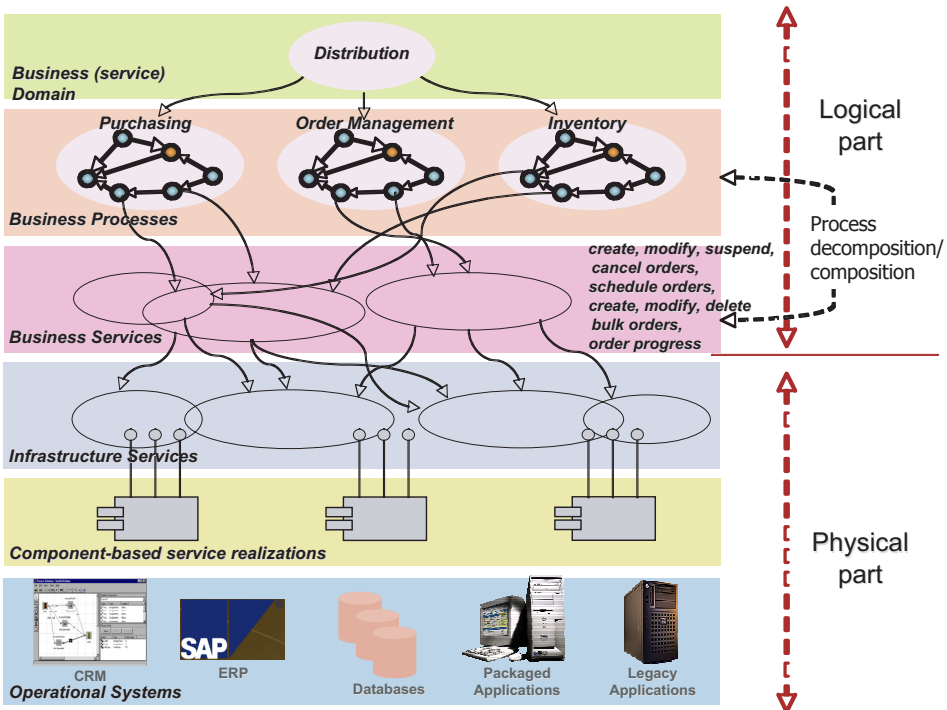 Distribution
Business (service)
Domain
Logical
part
Purchasing
Order Management
Inventory
Business Processes
Process
decomposition/
composition
create, modify, suspend,
cancel orders,
schedule orders,
create, modify, delete
bulk orders,
order progress
Business Services
Infrastructure Services
Component-based service realizations
Physical
part
SAP
CRM
ERP
Databases
Packaged
Applications
Legacy
Applications
Operational Systems